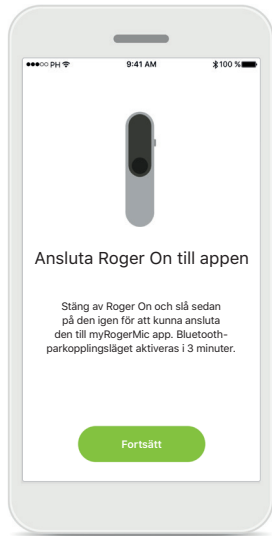 ●●●○○ PH 9:41 AM 100 %
Ansluta Roger On till appen
Stäng av Roger On och slå sedan
på den igen för att kunna ansluta
den till myRogerMic app. Bluetooth-
parkopplingsläget aktiveras i 3 minuter.
Fortsätt